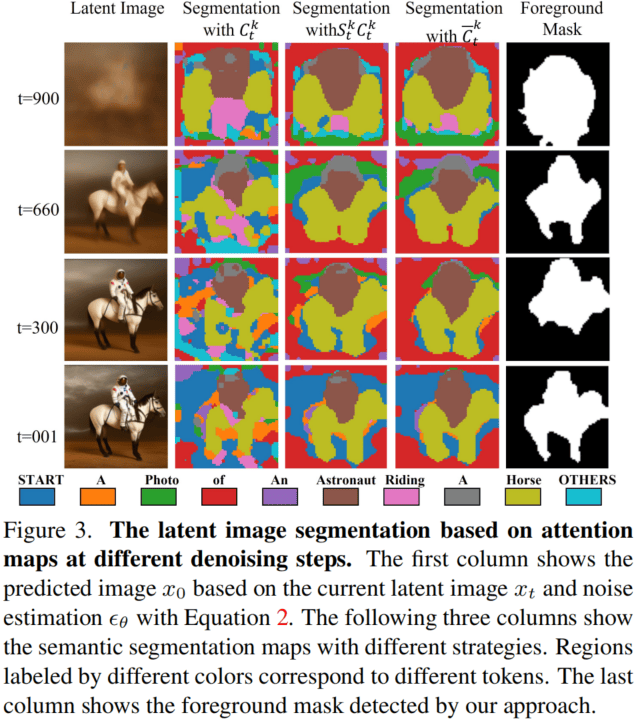 Latent Image
Segmentation
with $C_t^k$
Segmentation
with$S_t^k C_t^k$
Segmentation
with $\overline{C}_t^k$
Foreground
Mask
t=900
t=660
t=300
t=001
START A Photo of An Astronaut Riding A Horse OTHERS
Figure 3. The latent image segmentation based on attention
maps at different denoising steps. The first column shows the
predicted image $x_0$ based on the current latent image $x_t$ and noise
estimation $\epsilon_\theta$ with Equation 2. The following three columns show
the semantic segmentation maps with different strategies. Regions
labeled by different colors correspond to different tokens. The last
column shows the foreground mask detected by our approach.